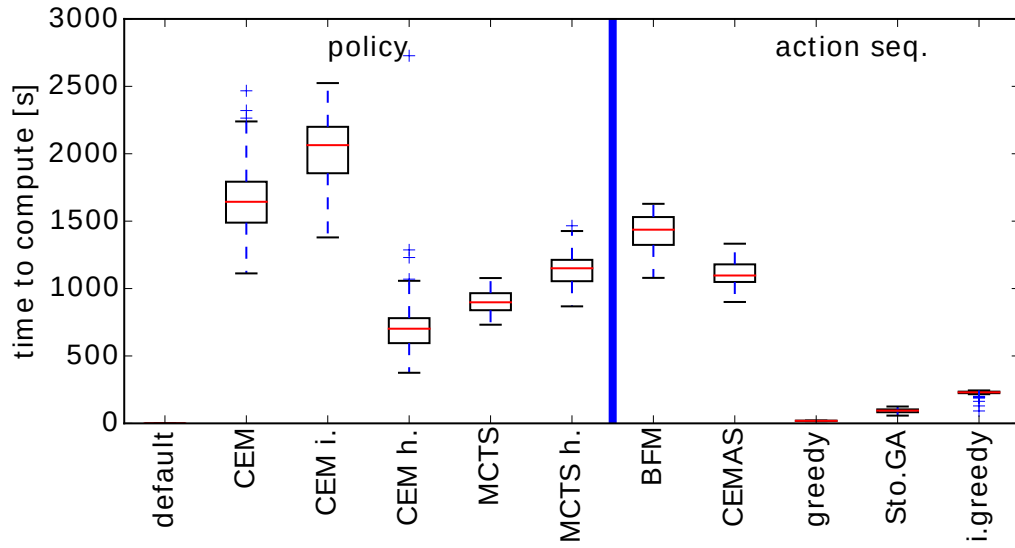 3000
2500
2000
1500
1000
500
0
time to compute [s]
policy
action seq.
default
CEM
CEM i.
CEM h.
MCTS
MCTS h.
BFM
CEMAS
greedy
Sto.GA
i.greedy